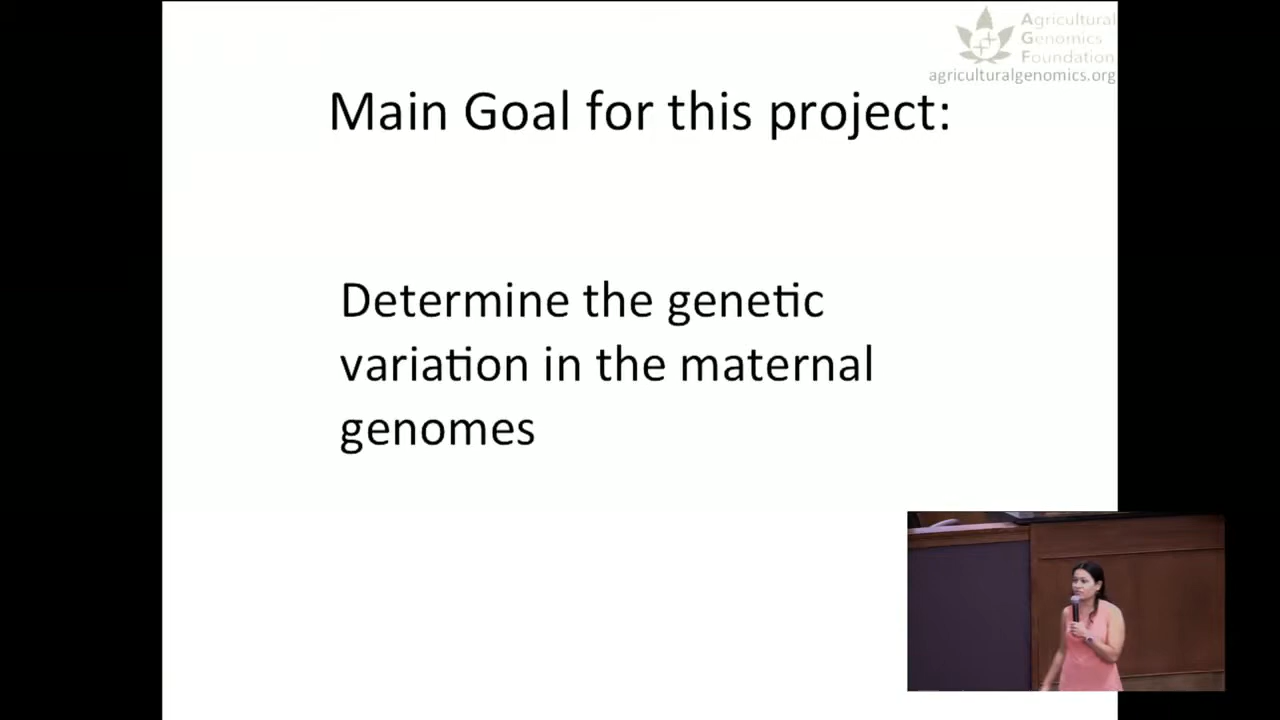 Agricultural
Genomics
Foundation
agriculturalgenomics.org
Main Goal for this project:
Determine the genetic
variation in the maternal
genomes